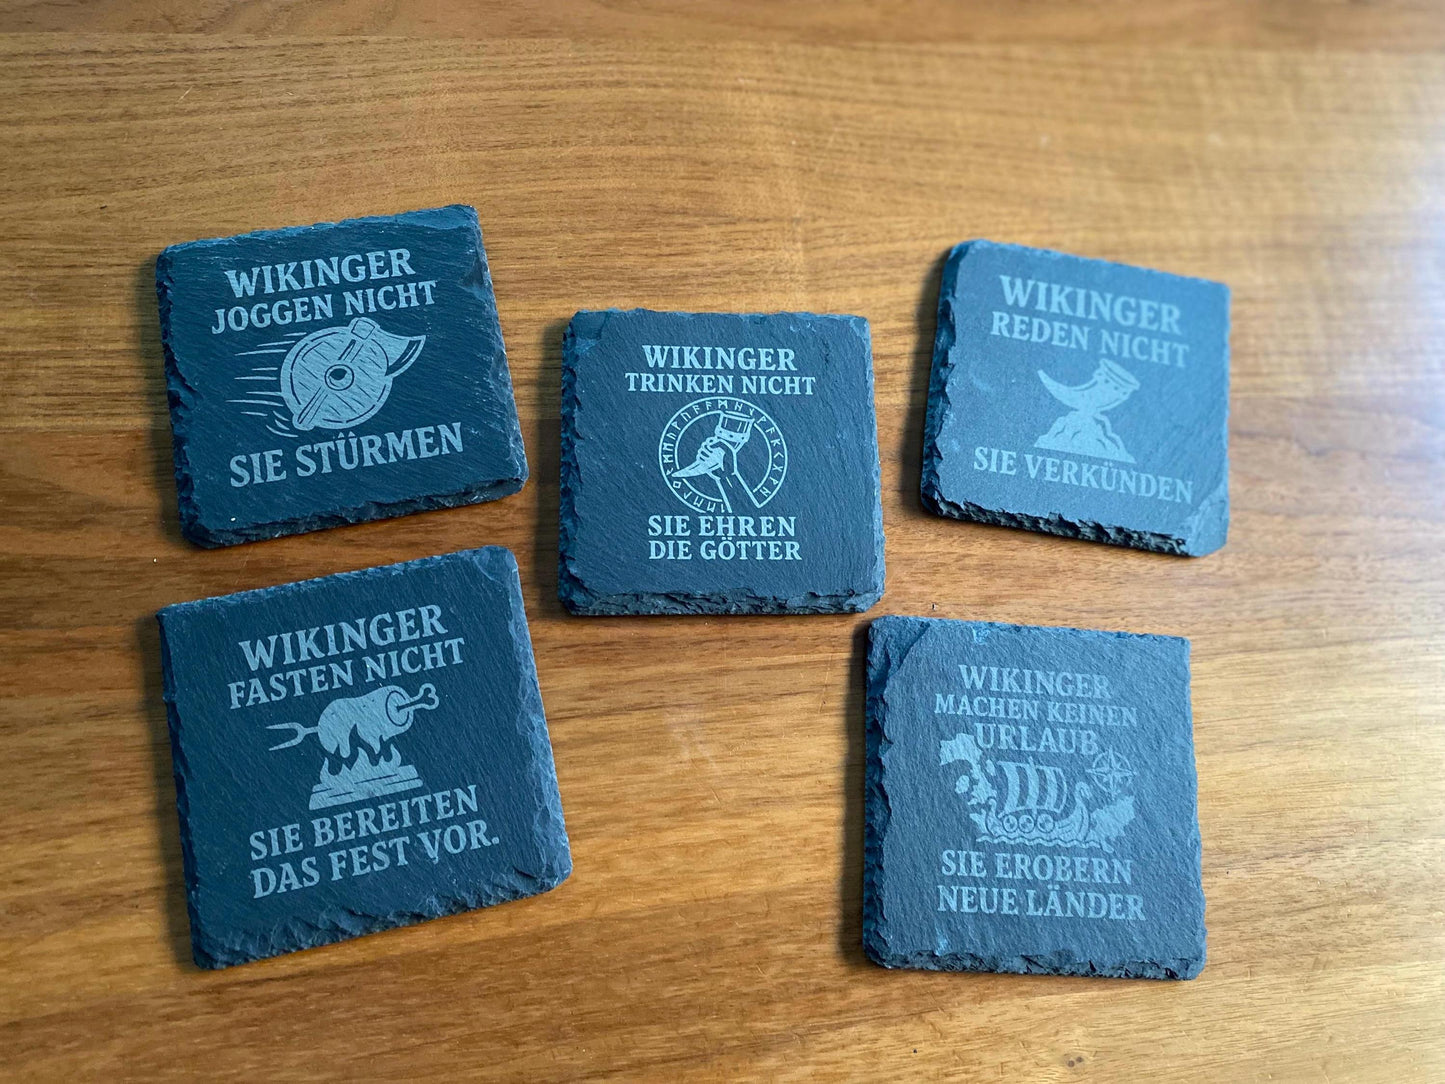 WIKINGER
JOGGEN NICHT
SIE STÜRMEN
WIKINGER
TRINKEN NICHT
SIE EHREN
DIE GÖTTER
WIKINGER
REDEN NICHT
SIE VERKÜNDEN
WIKINGER
FASTEN NICHT
SIE BEREITEN
DAS FEST VOR.
WIKINGER
MACHEN KEINEN
URLAUB
SIE EROBERN
NEUE LÄNDER